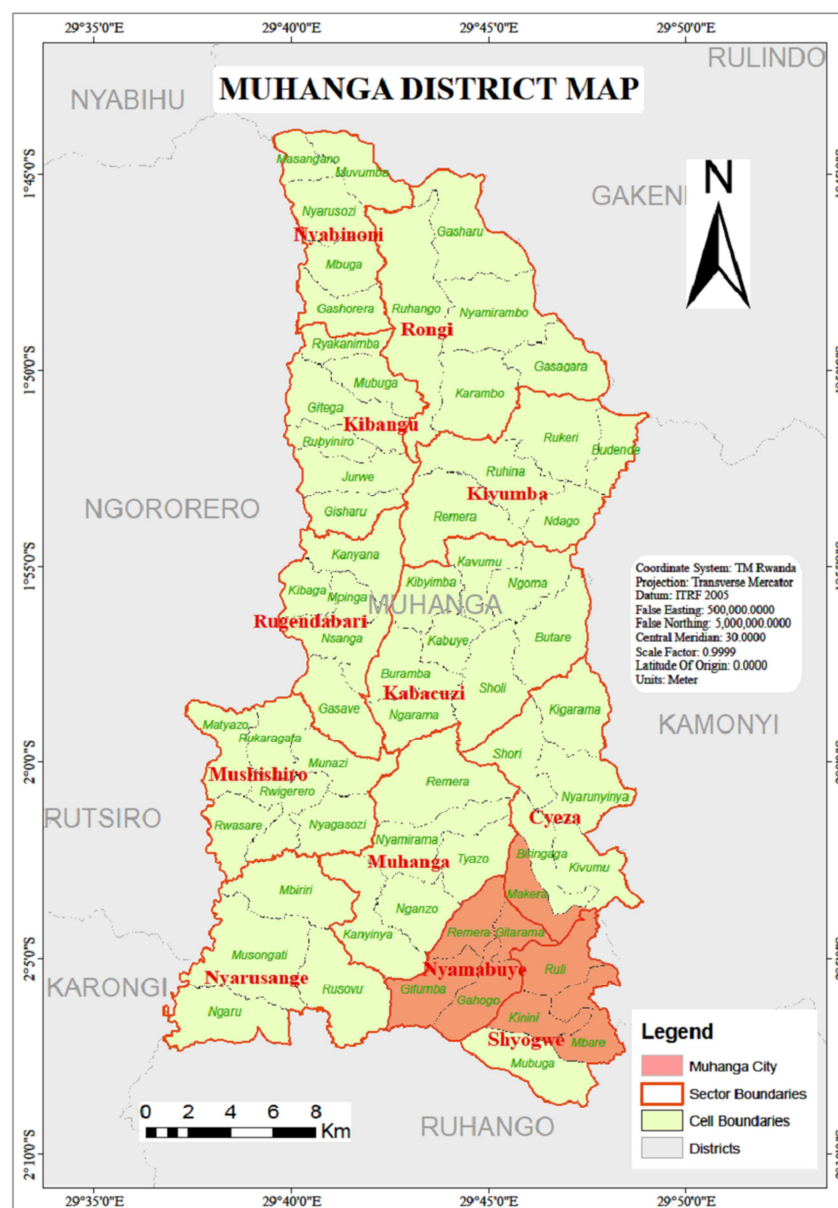 29°35'0"E 29°40'0"E 29°45'0"E 29°50'0"E
RULINDO
NYABIHU
MUHANGA DISTRICT MAP
1°45'0"S
Masangano
Muvumba
N
GAKEN
Nyarusozi
Nyabinoni
Gasharu
Mbuga
Gashorera
Ruhango
Nyamirambo
Rongi
Ryakanimba
1°50'0"S
Gasagara
Mubuga
Karambo
Gitega
Kibangu
Rubyiniro
Rukeri
Budende
Jurwe
Ruhina
Kiyumba
Gisharu
Remera
Ndago
NGORORERO
Kanyana
Kavumu
1°55'0"S
Kibaga
Mpinga
Kibyimba
Ngoma
MUHANGA
Rugendabari
Nsanga
Kabuye
Butare
Buramba
Kabacuzi
Sholi
Gasave
Ngarama
Kigarama
Coordinate System: TM Rwanda
Projection: Transverse Mercator
Datum: ITRF 2005
False Easting: 500,000.0000
False Northing: 5,000,000.0000
Central Meridian: 30.0000
Scale Factor: 0.9999
Latitude Of Origin: 0.0000
Units: Meter
KAMONYI
Matyazo
Rukaragata
Munazi
Shori
2°0'0"S
Mushishiro
Rwigerero
Remera
Nyarunyinya
RUTSIRO
Rwasare
Nyagasozi
Nyamirama
Cyeza
Muhanga
Tyazo
Biringaga
Kivumu
Mbiriri
Makera
Nganzo
Kanyinya
Remera
Gitarama
Musongati
2°5'0"S
KARONGI
Nyarusange
Nyamabuye
Ruli
Rusovu
Gifumba
Gahogo
Ngaru
Kinini
Shyogwe
Mbare
Mubuga
Legend
Muhanga City
Sector Boundaries
Cell Boundaries
Districts
0 2 4 6 8
Km
RUHANGO
2°10'0"S
29°35'0"E 29°40'0"E 29°45'0"E 29°50'0"E